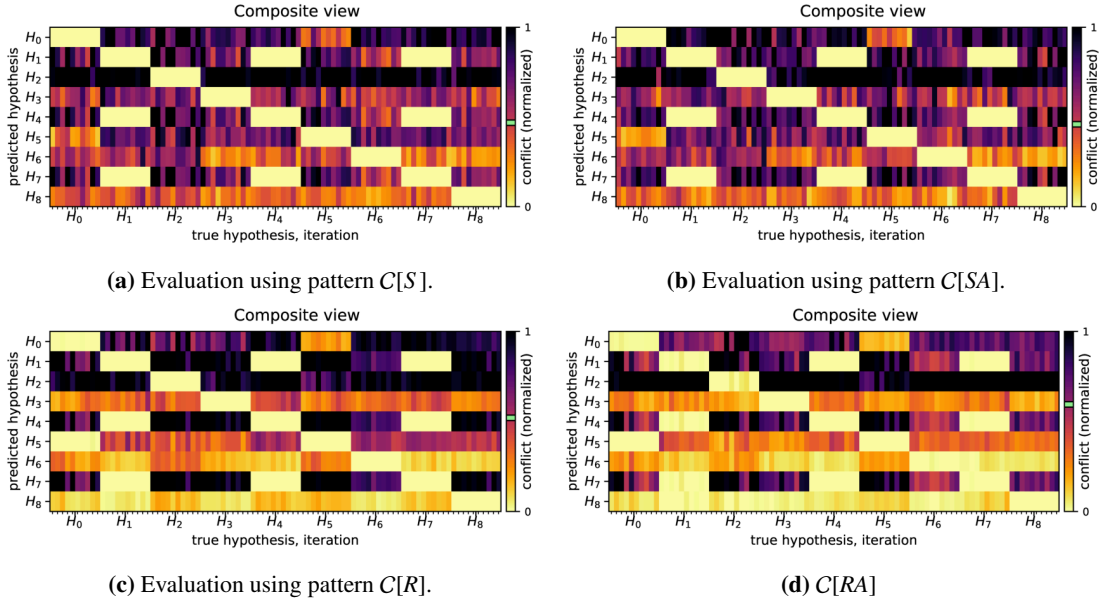 Composite view
predicted hypothesis
H₀
H₁
H₂
H₃
H₄
H₅
H₆
H₇
H₈
H₀ H₁ H₂ H₃ H₄ H₅ H₆ H₇ H₈
true hypothesis, iteration
1
0
conflict (normalized)
(a) Evaluation using pattern C[S].
Composite view
predicted hypothesis
H₀
H₁
H₂
H₃
H₄
H₅
H₆
H₇
H₈
H₀ H₁ H₂ H₃ H₄ H₅ H₆ H₇ H₈
true hypothesis, iteration
1
0
conflict (normalized)
(b) Evaluation using pattern C[SA].
Composite view
predicted hypothesis
H₀
H₁
H₂
H₃
H₄
H₅
H₆
H₇
H₈
H₀ H₁ H₂ H₃ H₄ H₅ H₆ H₇ H₈
true hypothesis, iteration
1
0
conflict (normalized)
(c) Evaluation using pattern C[R].
Composite view
predicted hypothesis
H₀
H₁
H₂
H₃
H₄
H₅
H₆
H₇
H₈
H₀ H₁ H₂ H₃ H₄ H₅ H₆ H₇ H₈
true hypothesis, iteration
1
0
conflict (normalized)
(d) C[RA]